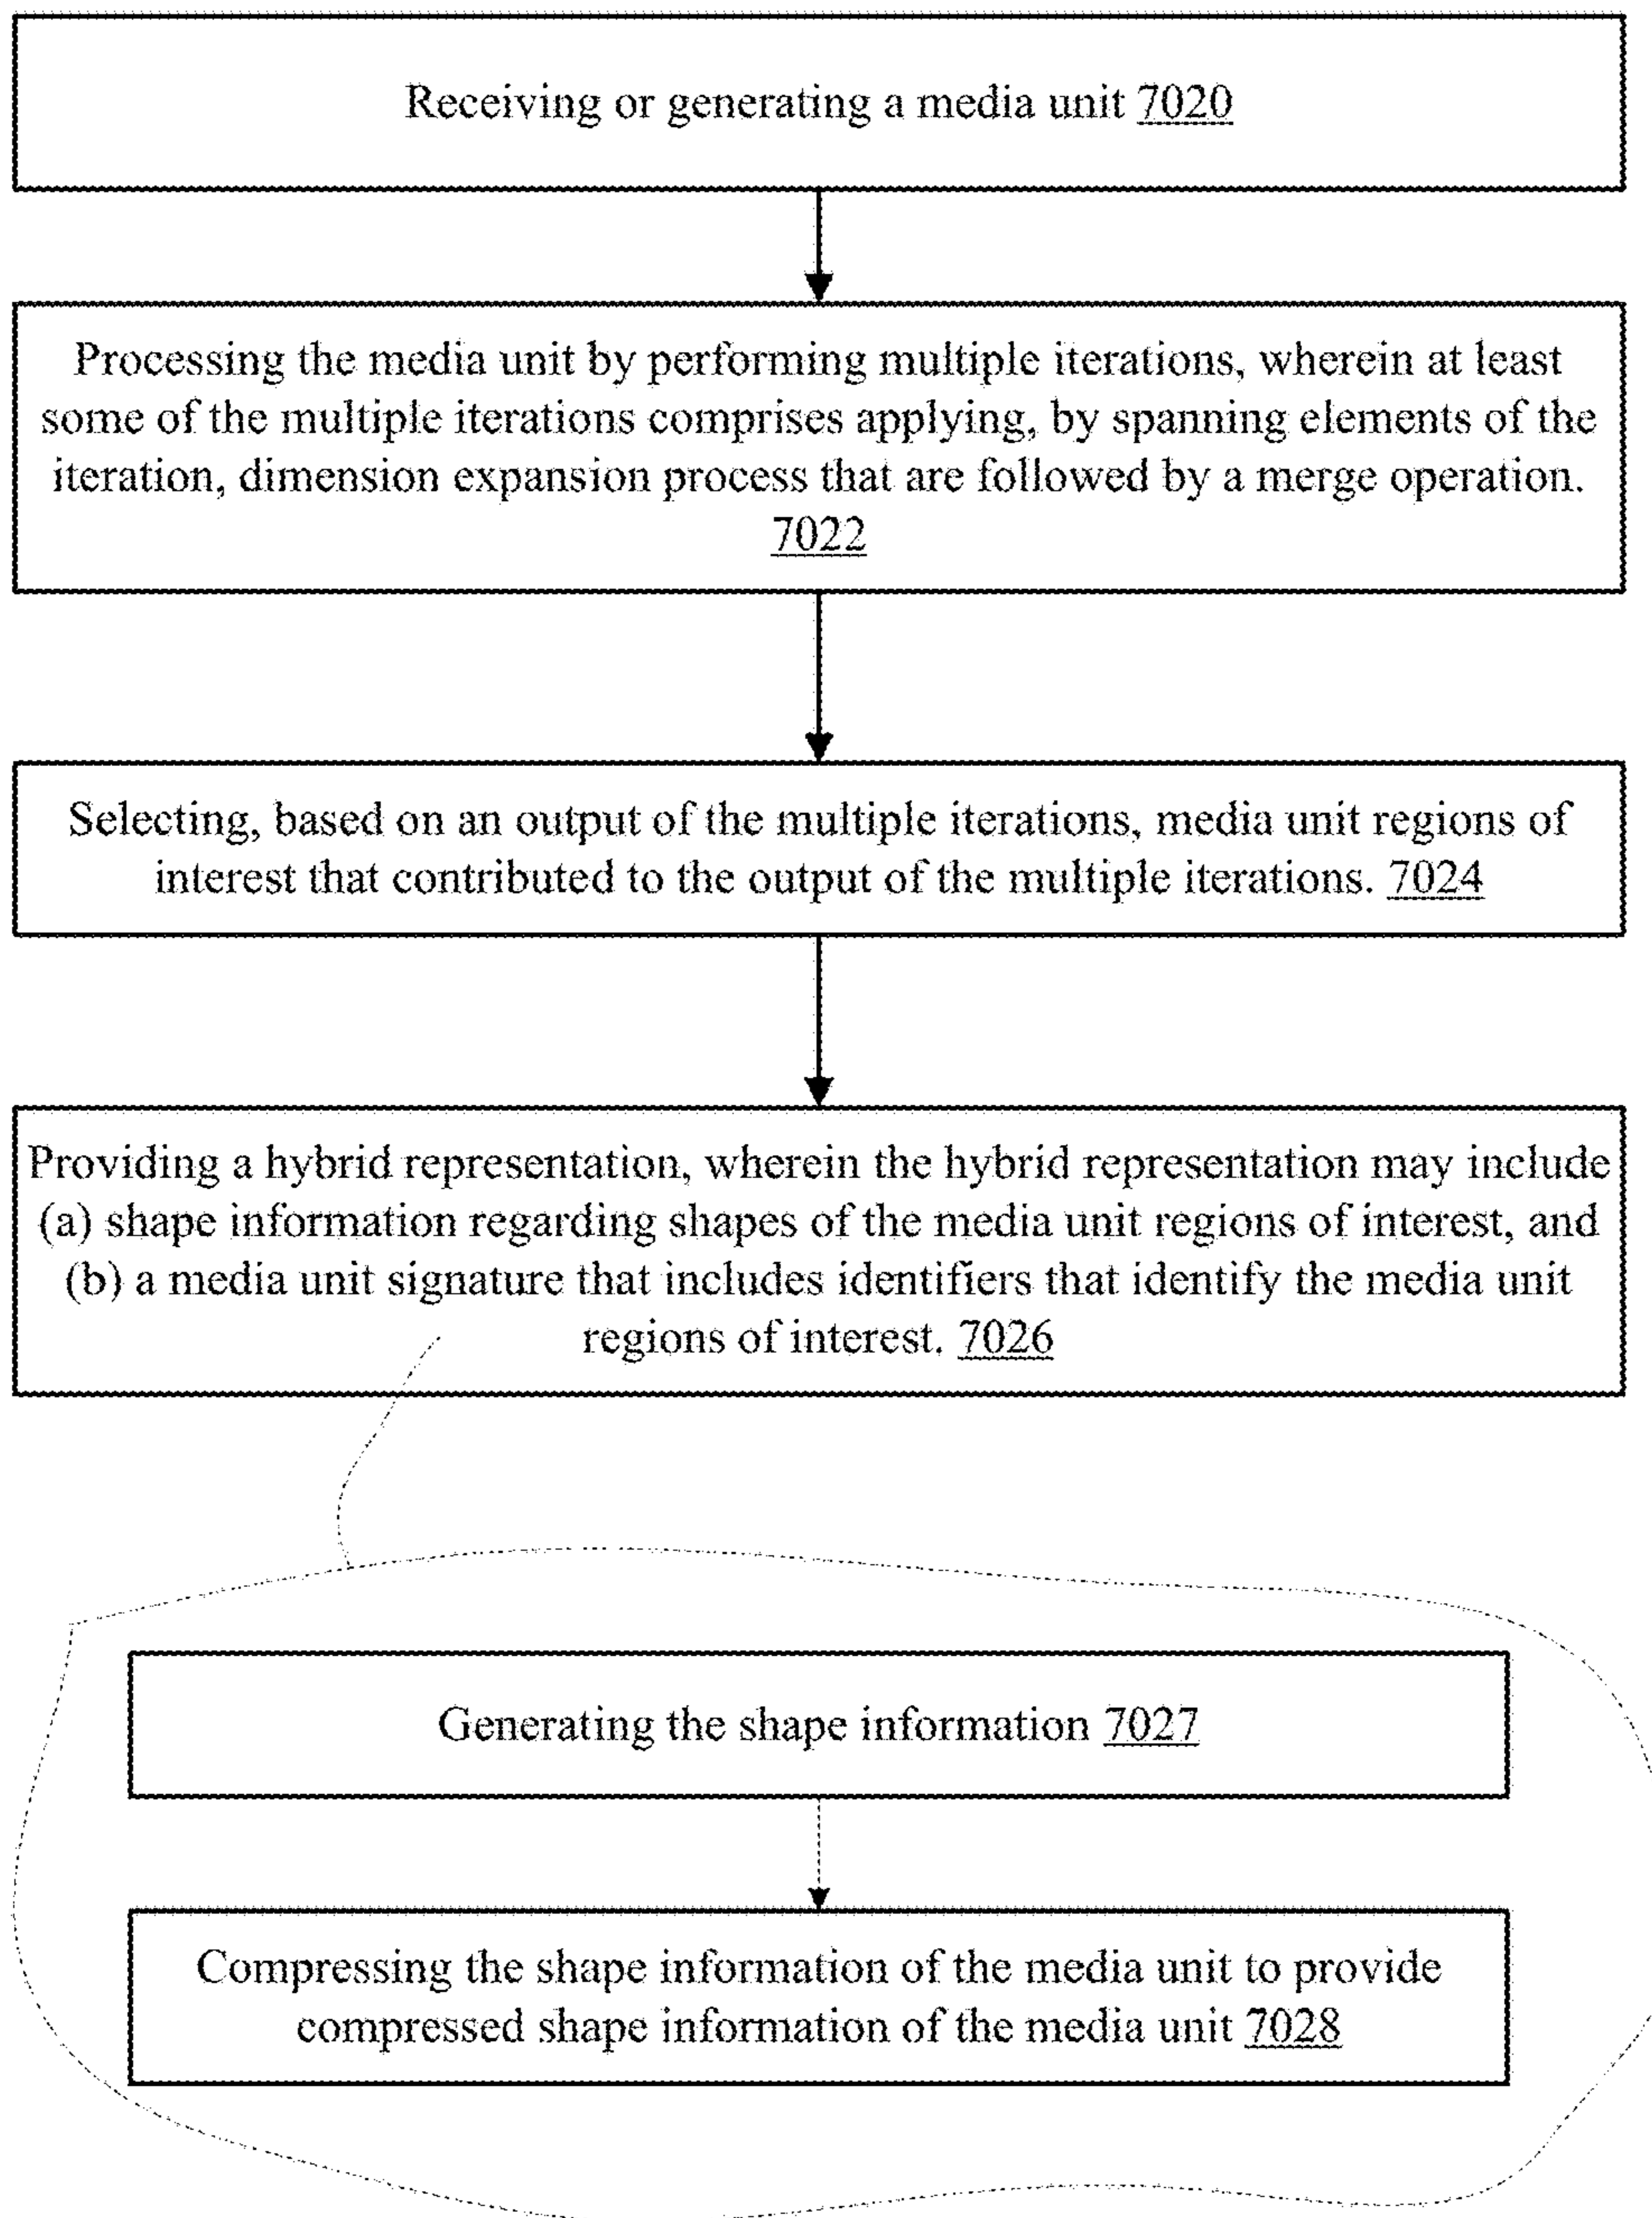 Receiving or generating a media unit 7020
Processing the media unit by performing multiple iterations, wherein at least
some of the multiple iterations comprises applying, by spanning elements of the
iteration, dimension expansion process that are followed by a merge operation.
7022
Selecting, based on an output of the multiple iterations, media unit regions of
interest that contributed to the output of the multiple iterations. 7024
Providing a hybrid representation, wherein the hybrid representation may include
(a) shape information regarding shapes of the media unit regions of interest, and
(b) a media unit signature that includes identifiers that identify the media unit
regions of interest. 7026
Generating the shape information 7027
Compressing the shape information of the media unit to provide
compressed shape information of the media unit 7028